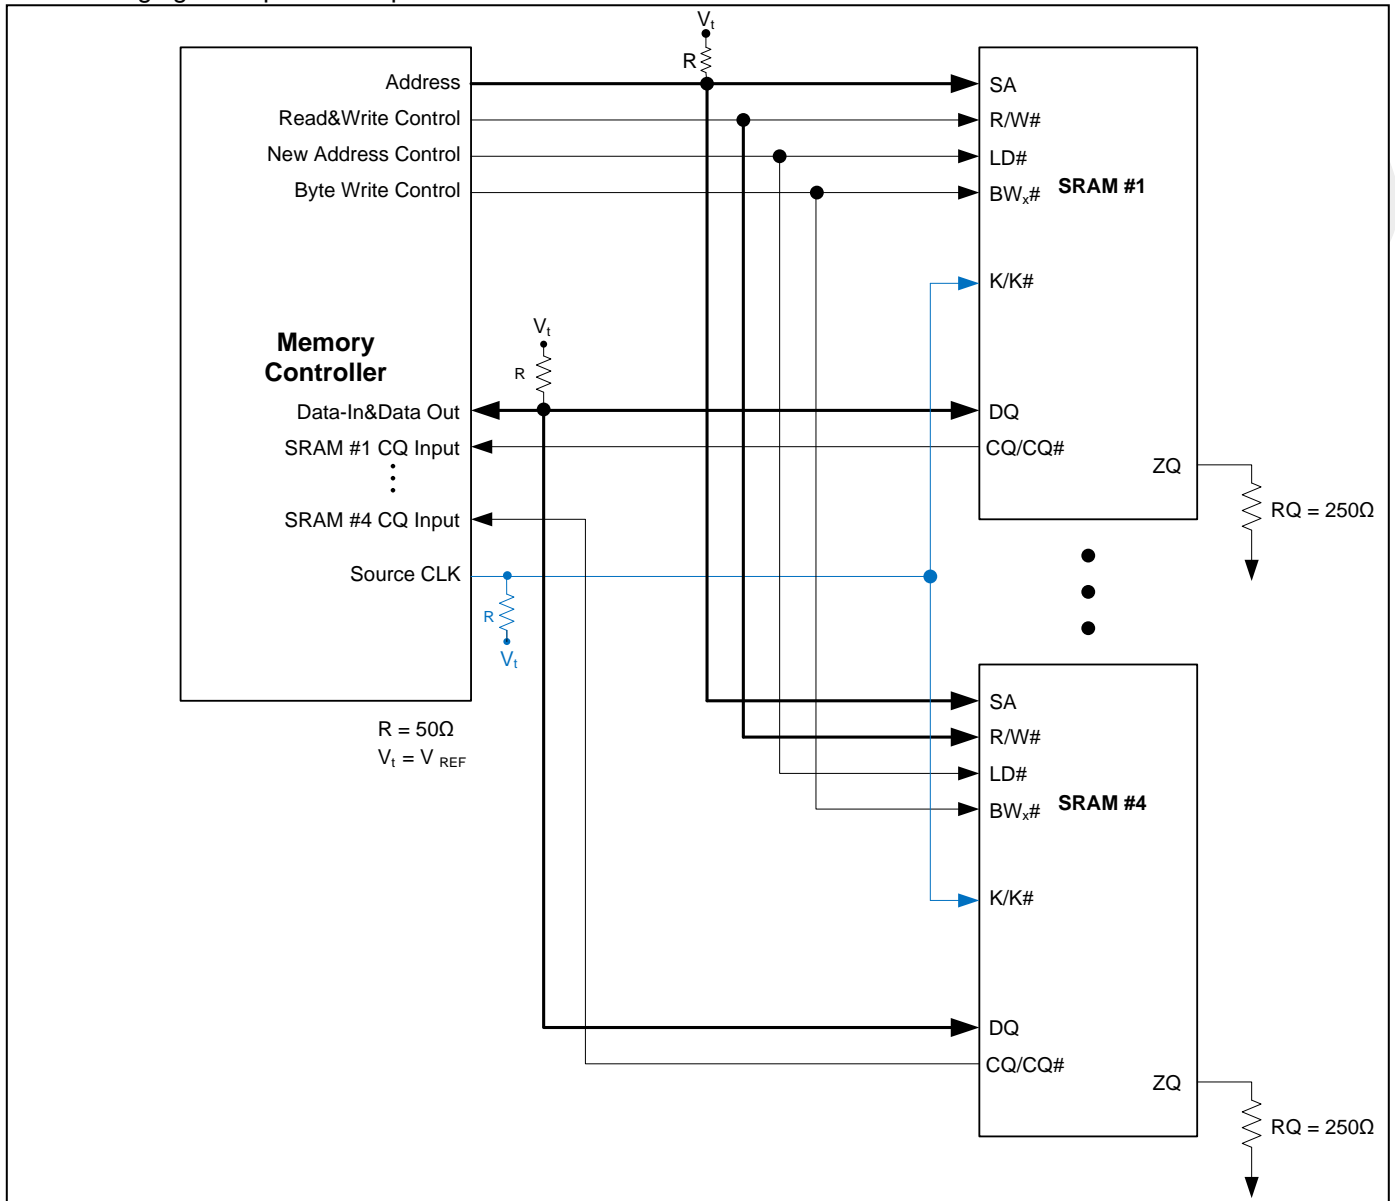 Vt
R
Address
Read&Write Control
New Address Control
Byte Write Control
SA
R/W#
LD#
BWx#
SRAM #1
K/K#
Vt
R
Memory
Controller
Data-In&Data Out
SRAM #1 CQ Input
SRAM #4 CQ Input
Source CLK
DQ
CQ/CQ#
ZQ
RQ = 250Ω
R
Vt
R = 50Ω
Vt = V REF
SA
R/W#
LD#
BWx#
SRAM #4
K/K#
DQ
CQ/CQ#
ZQ
RQ = 250Ω